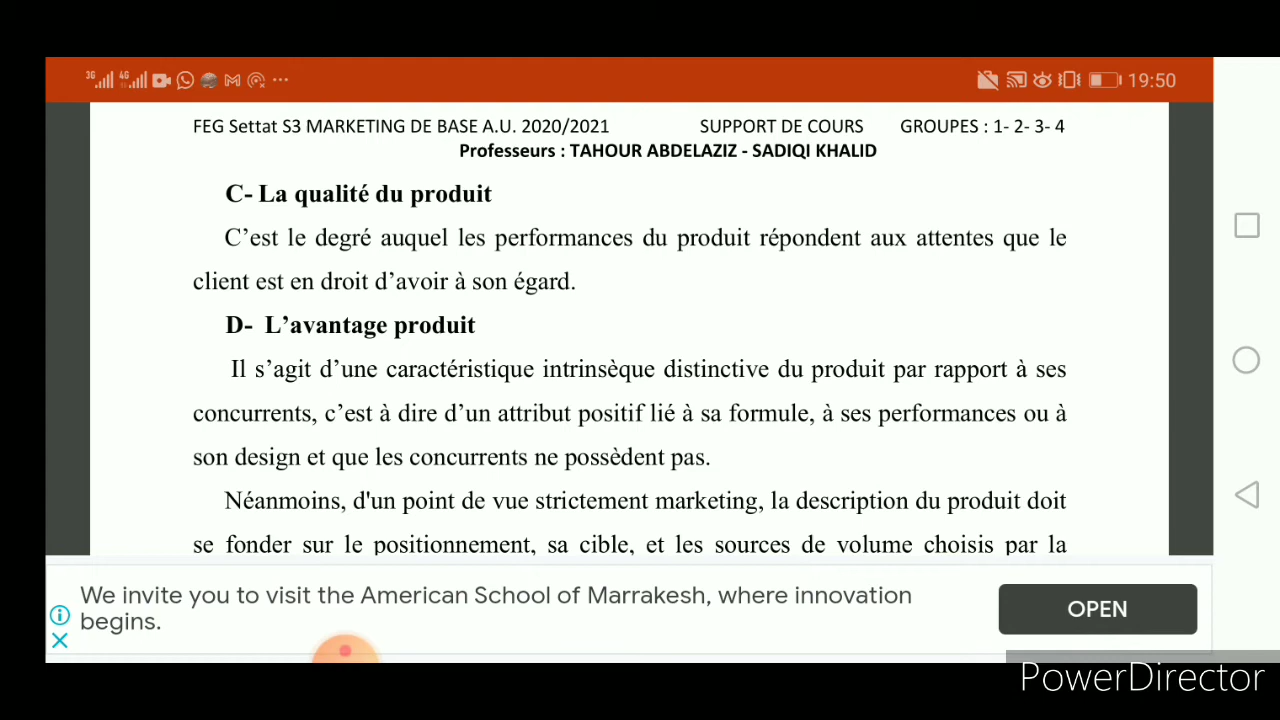 3G 4G 19:50
FEG Settat S3 MARKETING DE BASE A.U. 2020/2021 SUPPORT DE COURS GROUPES : 1- 2- 3- 4
Professeurs : TAHOUR ABDELAZIZ - SADIQI KHALID
C- La qualité du produit
C’est le degré auquel les performances du produit répondent aux attentes que le
client est en droit d’avoir à son égard.
D- L’avantage produit
Il s’agit d’une caractéristique intrinsèque distinctive du produit par rapport à ses
concurrents, c’est à dire d’un attribut positif lié à sa formule, à ses performances ou à
son design et que les concurrents ne possèdent pas.
Néanmoins, d'un point de vue strictement marketing, la description du produit doit
se fonder sur le positionnement, sa cible, et les sources de volume choisis par la
We invite you to visit the American School of Marrakesh, where innovation
begins.
OPEN
PowerDirector